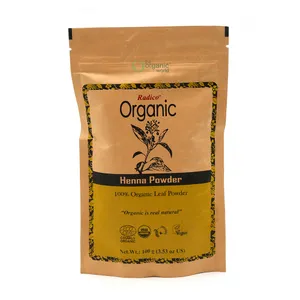 organic
Radico®
Organic
Henna Powder
100% Organic Leaf Powder
"Organic is real natural"
Net.Wt.: 100 g (3.53 oz US)